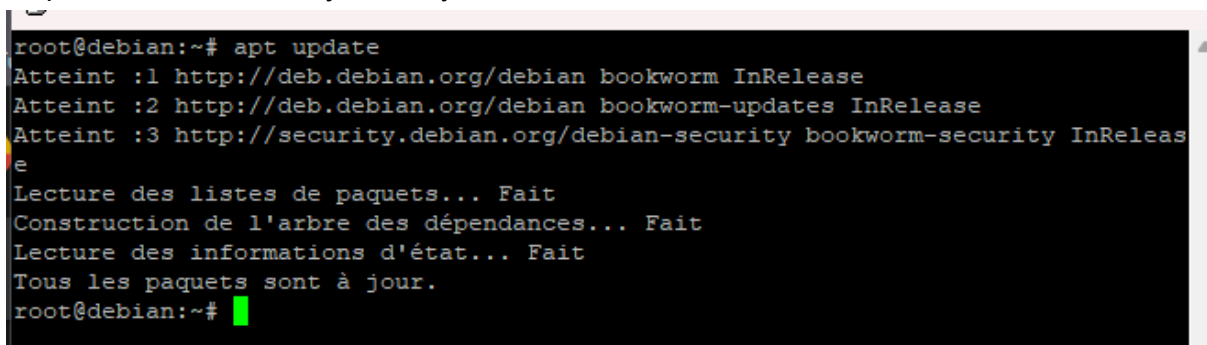 root@debian:~# apt update
Atteint :1 http://deb.debian.org/debian bookworm InRelease
Atteint :2 http://deb.debian.org/debian bookworm-updates InRelease
Atteint :3 http://security.debian.org/debian-security bookworm-security InReleas
e
Lecture des listes de paquets... Fait
Construction de l'arbre des dépendances... Fait
Lecture des informations d'état... Fait
Tous les paquets sont à jour.
root@debian:~#